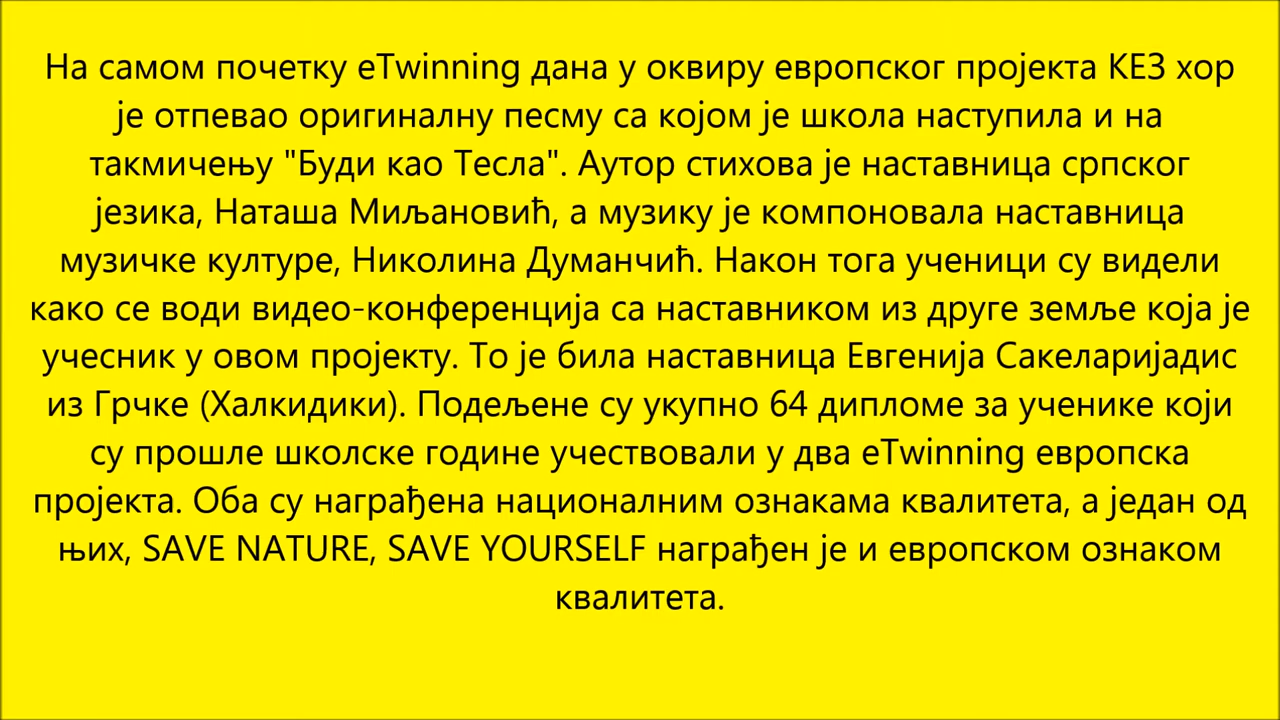 На самом почетку eTwinning дана у оквиру европског пројекта КЕЗ хор
је отпевао оригиналну песму са којом је школа наступила и на
такмичењу "Буди као Тесла". Аутор стихова је наставница српског
језика, Наташа Миљановић, а музику је компоновала наставница
музичке културе, Николина Думанчић. Након тога ученици су видели
како се води видео-конференција са наставником из друге земље која је
учесник у овом пројекту. То је била наставница Евгенија Сакеларијадис
из Грчке (Халкидики). Подељене су укупно 64 дипломе за ученике који
су прошле школске године учествовали у два eTwinning европска
пројекта. Оба су награђена националним ознакама квалитета, а један од
њих, SAVE NATURE, SAVE YOURSELF награђен је и европском ознаком
квалитета.